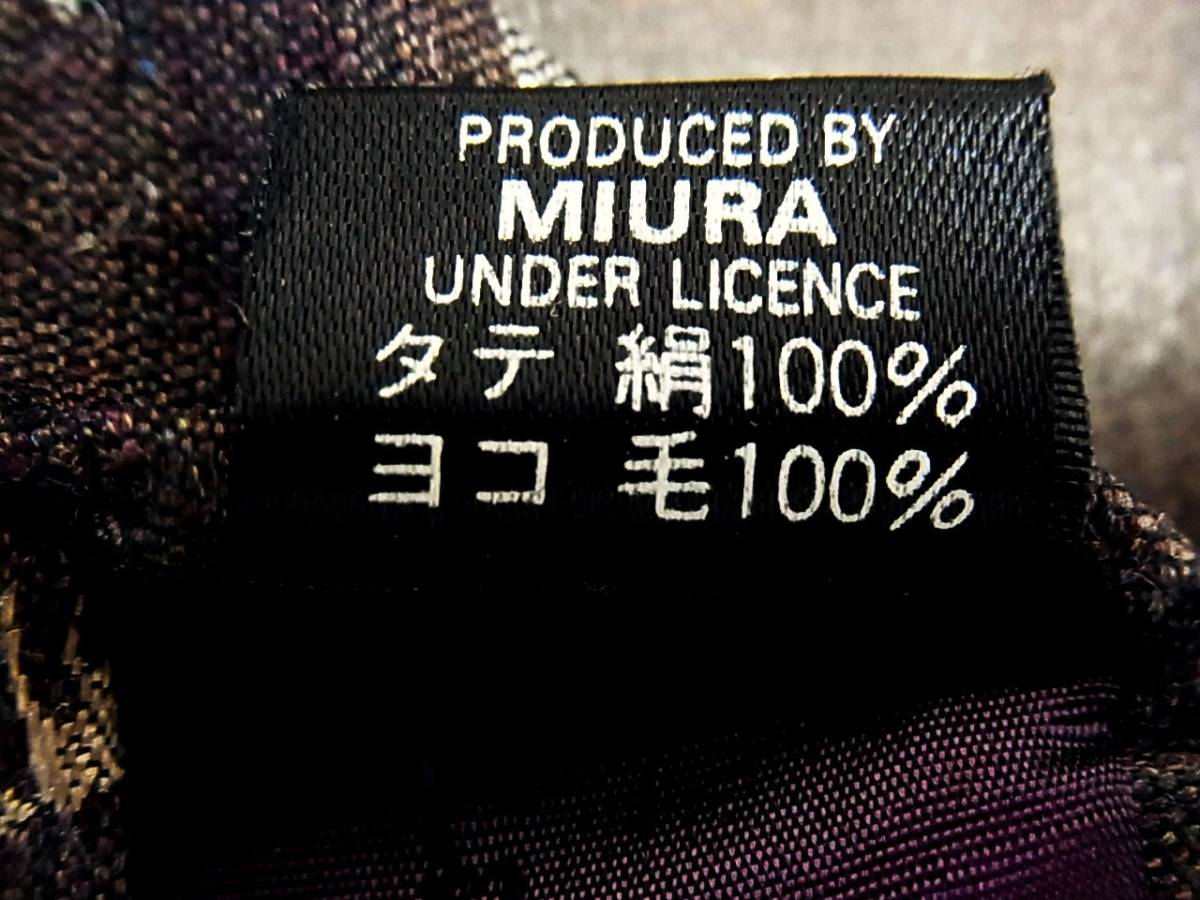 PRODUCED BY
MIURA
UNDER LICENCE
タテ 絹100%
ヨコ 毛100%